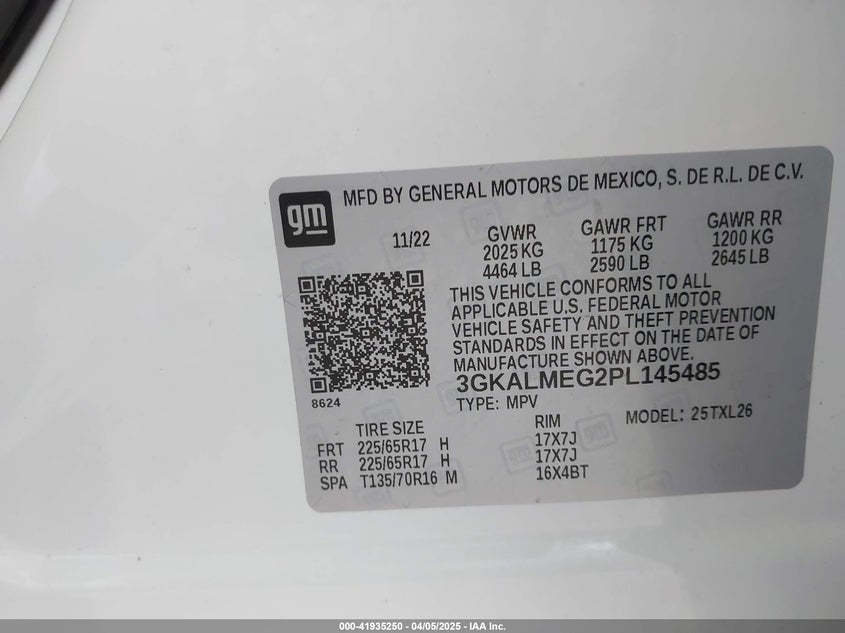 gm
MFD BY GENERAL MOTORS DE MEXICO, S. DE R.L. DE C.V.
11/22
GVWR
2025 KG
4464 LB
GAWR FRT
1175 KG
2590 LB
GAWR RR
1200 KG
2645 LB
THIS VEHICLE CONFORMS TO ALL
APPLICABLE U.S. FEDERAL MOTOR
VEHICLE SAFETY AND THEFT PREVENTION
STANDARDS IN EFFECT ON THE DATE OF
MANUFACTURE SHOWN ABOVE.
8624
3GKALMEG2PL145485
TYPE: MPV
MODEL: 25TXL26
TIRE SIZE RIM
FRT 225/65R17 H 17X7J
RR 225/65R17 H 17X7J
SPA T135/70R16 M 16X4BT
000-41935250 - 04/05/2025 - IAA Inc.